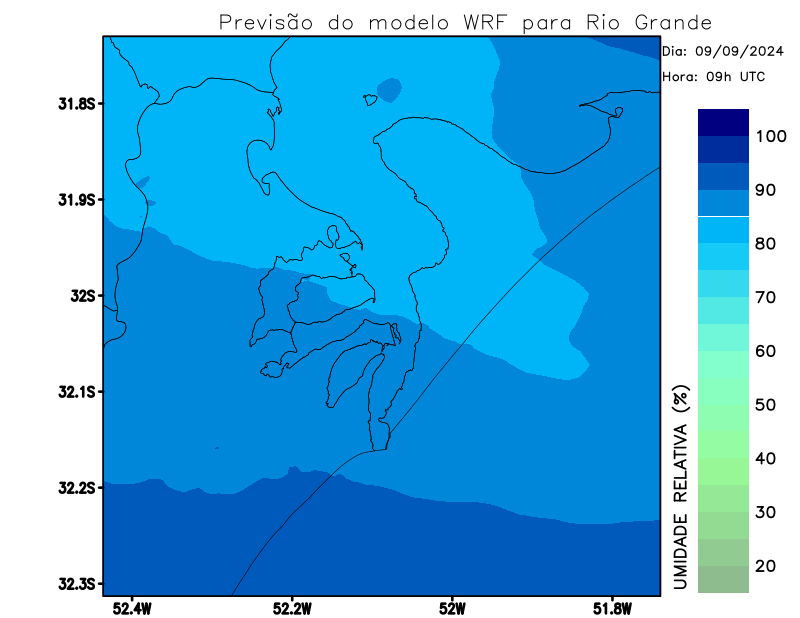 Previsão do modelo WRF para Rio Grande
Dia: 09/09/2024
Hora: 09h UTC
31.8S
31.9S
32S
32.1S
32.2S
32.3S
52.4W
52.2W
52W
51.8W
UMIDADE RELATIVA (%)
100
90
80
70
60
50
40
30
20